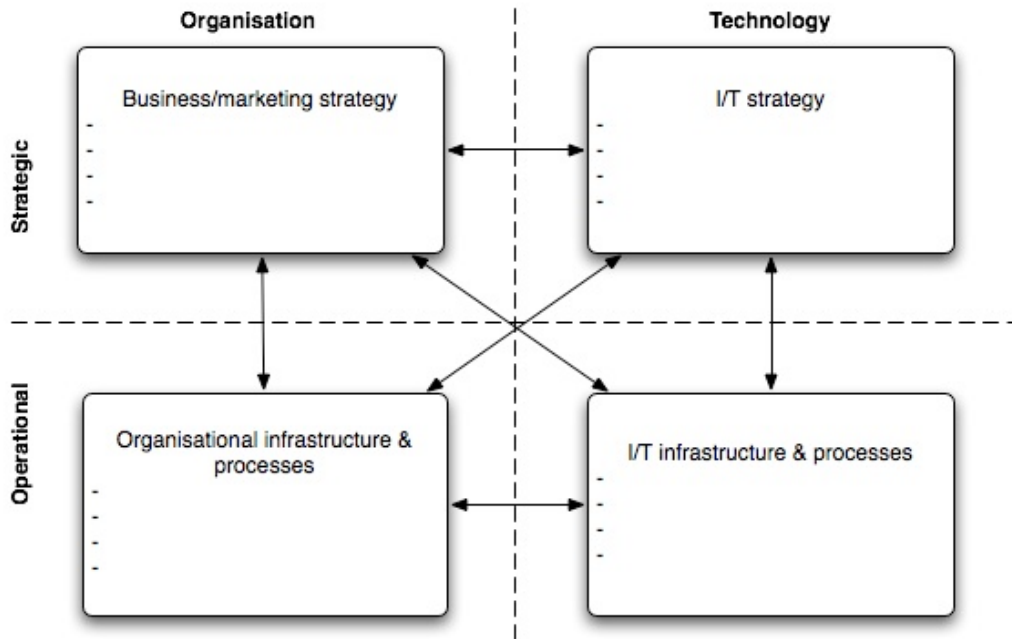 Organisation
Technology
Strategic
Business/marketing strategy
-
-
-
-
I/T strategy
-
-
-
-
Operational
Organisational infrastructure &
processes
-
-
-
-
I/T infrastructure & processes
-
-
-
-